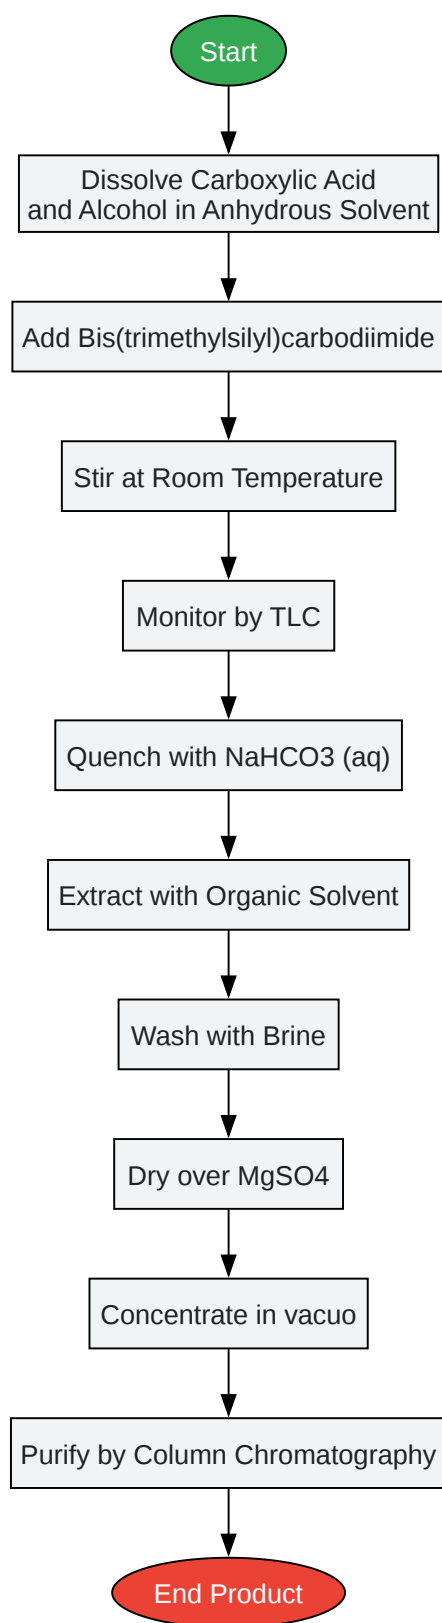 Start
Dissolve Carboxylic Acid
and Alcohol in Anhydrous Solvent
Add Bis(trimethylsilyl)carbodiimide
Stir at Room Temperature
Monitor by TLC
Quench with NaHCO3 (aq)
Extract with Organic Solvent
Wash with Brine
Dry over MgSO4
Concentrate in vacuo
Purify by Column Chromatography
End Product